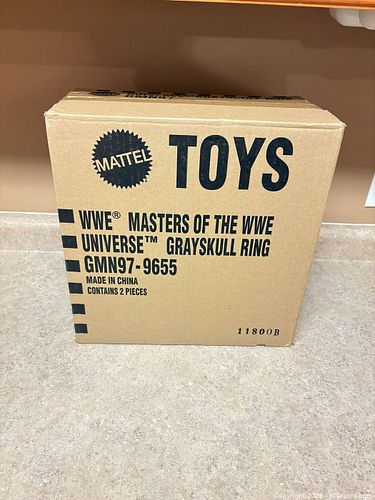 MATTEL
TOYS
WWE® MASTERS OF THE WWE
UNIVERSE™ GRAYSKULL RING
GMN97-9655
MADE IN CHINA
CONTAINS 2 PIECES
11800B